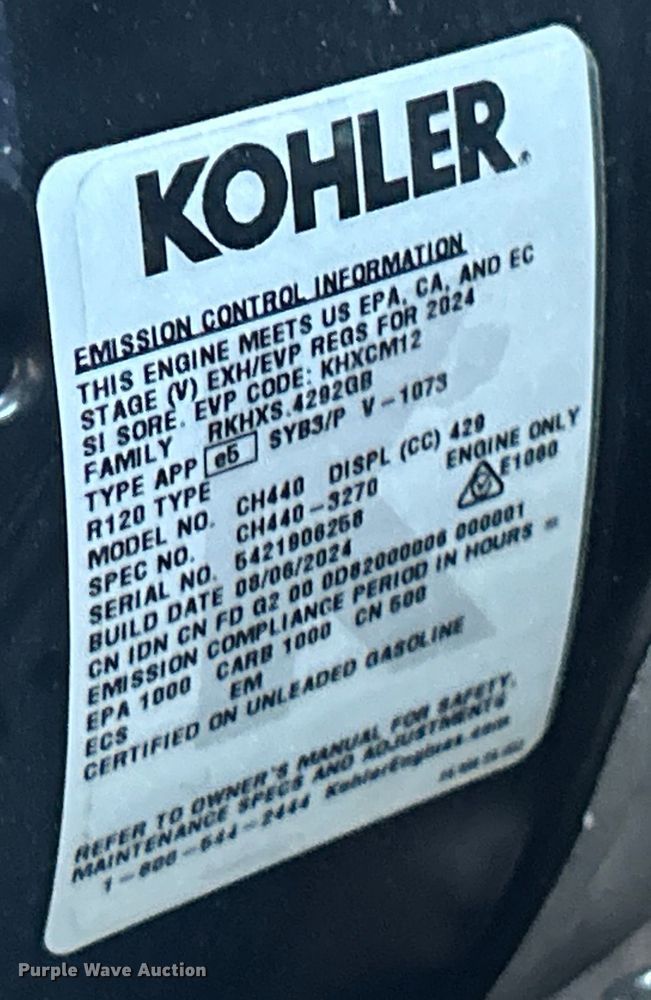 KOHLER®
EMISSION CONTROL INFORMATION
THIS ENGINE MEETS US EPA, CA, AND EC
STAGE (V) EXH/EVP REGS FOR 2024
SI SORE. EVP CODE: KHXCM12
FAMILY RKHXS.4292GB
TYPE APP e5 SYB3/P V-1073
R120 TYPE
MODEL NO. CH440 DISPL (CC) 429
SPEC NO. CH440-3270 ENGINE ONLY
SERIAL NO. 5421906258 E1080
BUILD DATE 08/06/2024
CN IDN CN FD G2 00 0D82000006 000001
EMISSION COMPLIANCE PERIOD IN HOURS =
EPA 1000 CARB 1000 CN 500
ECS EM
CERTIFIED ON UNLEADED GASOLINE
REFER TO OWNER'S MANUAL FOR SAFETY,
MAINTENANCE SPECS AND ADJUSTMENTS
1-800-544-2444 KohlerEngines.com
Purple Wave Auction